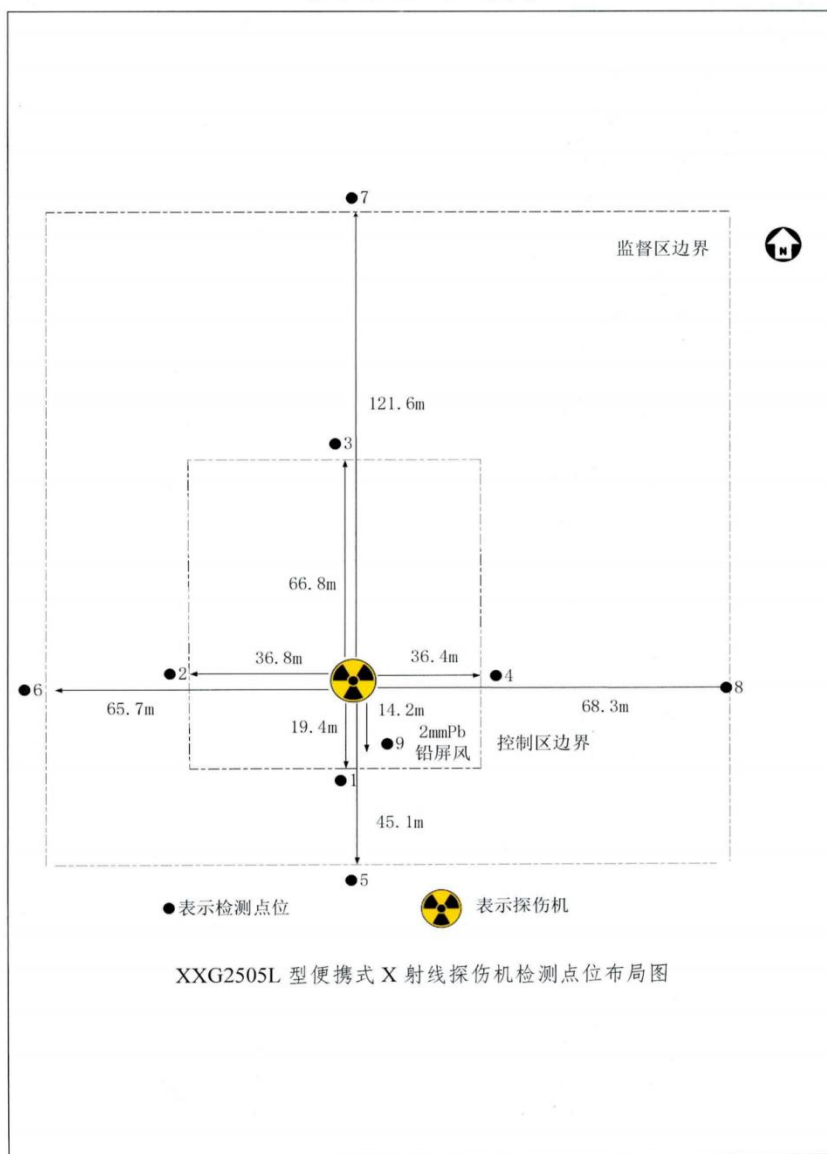 7
监督区边界
N
121.6m
3
66.8m
36.8m
36.4m
2
4
6
8
65.7m
14.2m
68.3m
19.4m
2mmPb
9
铅屏风
控制区边界
1
45.1m
5
表示检测点位
表示探伤机
XXG2505L 型便携式 X 射线探伤机检测点位布局图